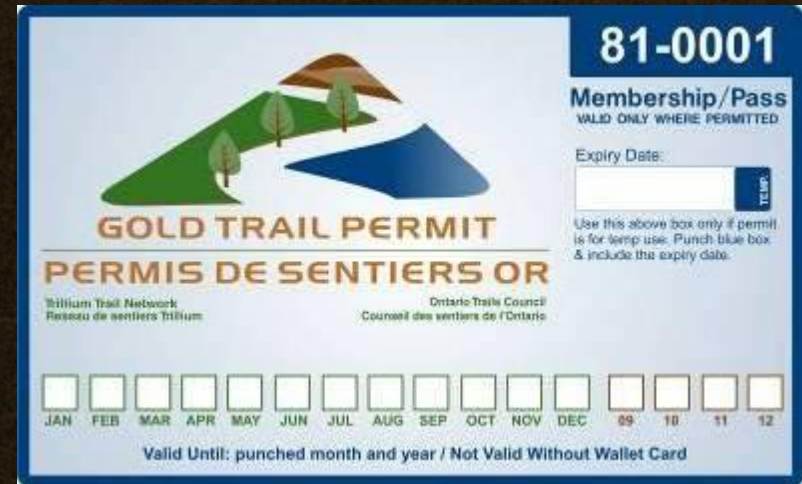 81-0001
Membership/Pass
VALID ONLY WHERE PERMITTED
Expiry Date:
TEMP.
Use this above box only if permit
is for temp use. Punch blue box
& include the expiry date.
GOLD TRAIL PERMIT
PERMIS DE SENTIERS OR
Trillium Trail Network
Reseau de sentiers Trillium
Ontario Trails Council
Counseil des sentiers de l'Ontario
JAN FEB MAR APR MAY JUN JUL AUG SEP OCT NOV DEC 09 10 11 12
Valid Until: punched month and year / Not Valid Without Wallet Card